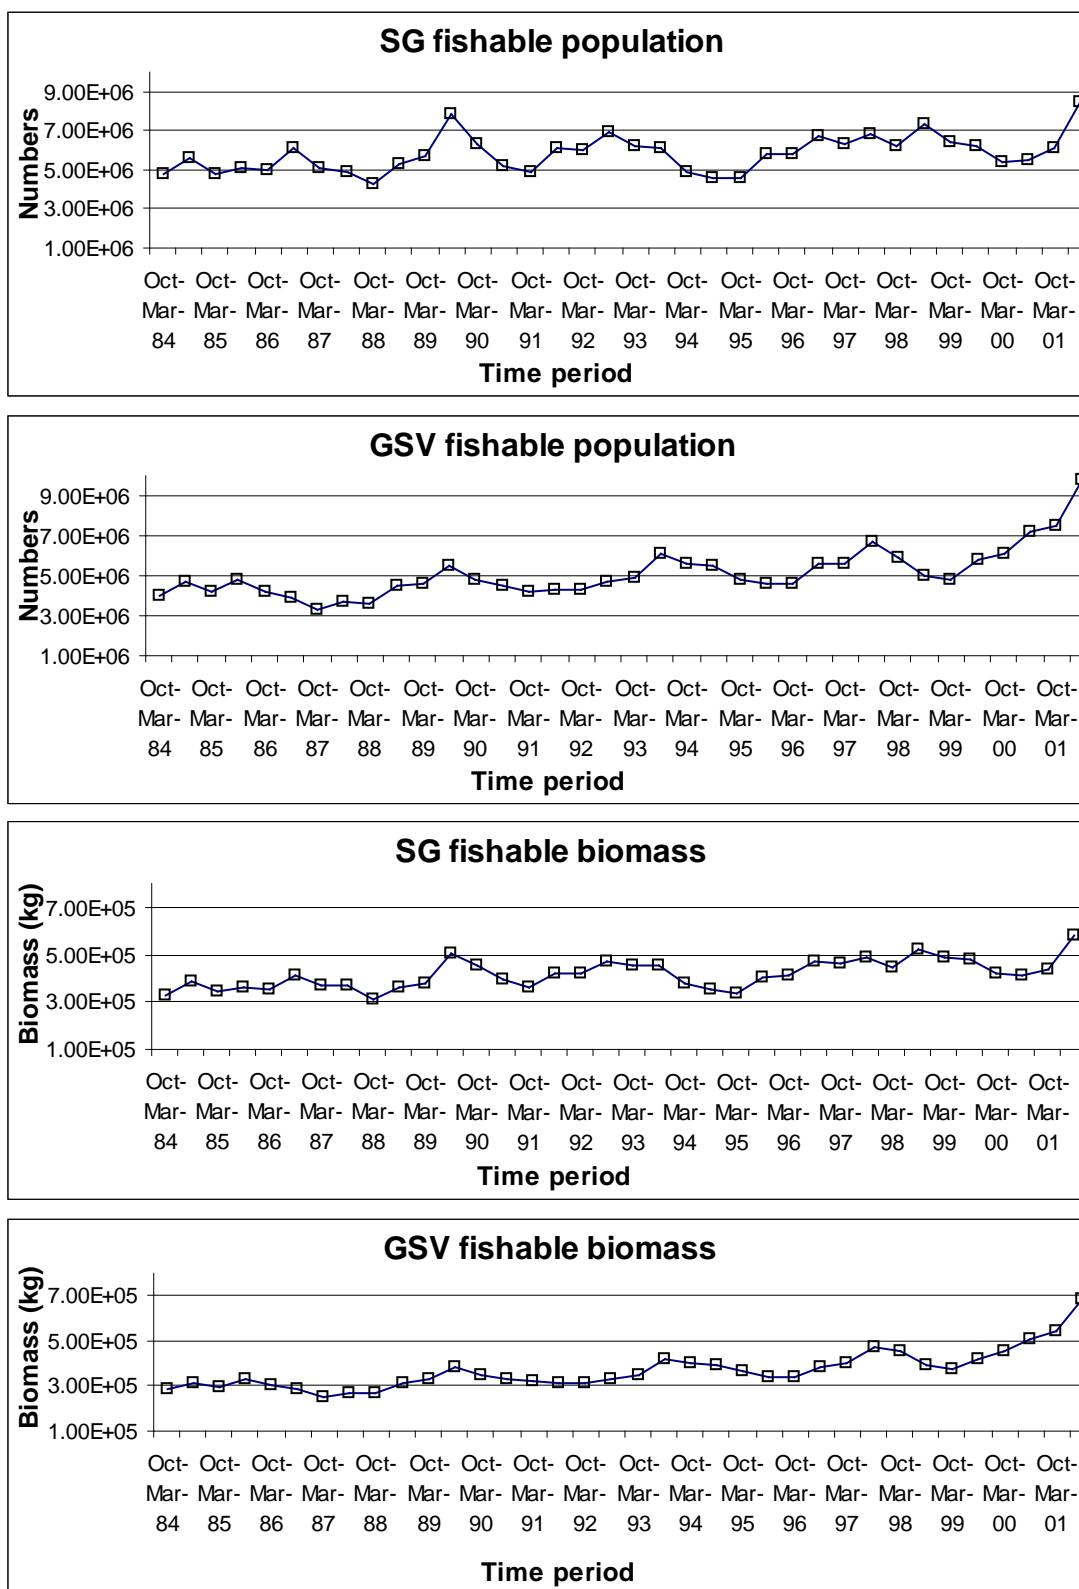 SG fishable population
Numbers
9.00E+06
7.00E+06
5.00E+06
3.00E+06
1.00E+06
Oct- Oct- Oct- Oct- Oct- Oct- Oct- Oct- Oct- Oct- Oct- Oct- Oct- Oct- Oct- Oct- Oct- Oct-
Mar- Mar- Mar- Mar- Mar- Mar- Mar- Mar- Mar- Mar- Mar- Mar- Mar- Mar- Mar- Mar- Mar- Mar-
84 85 86 87 88 89 90 91 92 93 94 95 96 97 98 99 00 01
Time period
GSV fishable population
Numbers
9.00E+06
7.00E+06
5.00E+06
3.00E+06
1.00E+06
Oct- Oct- Oct- Oct- Oct- Oct- Oct- Oct- Oct- Oct- Oct- Oct- Oct- Oct- Oct- Oct- Oct- Oct-
Mar- Mar- Mar- Mar- Mar- Mar- Mar- Mar- Mar- Mar- Mar- Mar- Mar- Mar- Mar- Mar- Mar- Mar-
84 85 86 87 88 89 90 91 92 93 94 95 96 97 98 99 00 01
Time period
SG fishable biomass
Biomass (kg)
7.00E+05
5.00E+05
3.00E+05
1.00E+05
Oct- Oct- Oct- Oct- Oct- Oct- Oct- Oct- Oct- Oct- Oct- Oct- Oct- Oct- Oct- Oct- Oct- Oct-
Mar- Mar- Mar- Mar- Mar- Mar- Mar- Mar- Mar- Mar- Mar- Mar- Mar- Mar- Mar- Mar- Mar- Mar-
84 85 86 87 88 89 90 91 92 93 94 95 96 97 98 99 00 01
Time period
GSV fishable biomass
Biomass (kg)
7.00E+05
5.00E+05
3.00E+05
1.00E+05
Oct- Oct- Oct- Oct- Oct- Oct- Oct- Oct- Oct- Oct- Oct- Oct- Oct- Oct- Oct- Oct- Oct- Oct-
Mar- Mar- Mar- Mar- Mar- Mar- Mar- Mar- Mar- Mar- Mar- Mar- Mar- Mar- Mar- Mar- Mar- Mar-
84 85 86 87 88 89 90 91 92 93 94 95 96 97 98 99 00 01
Time period